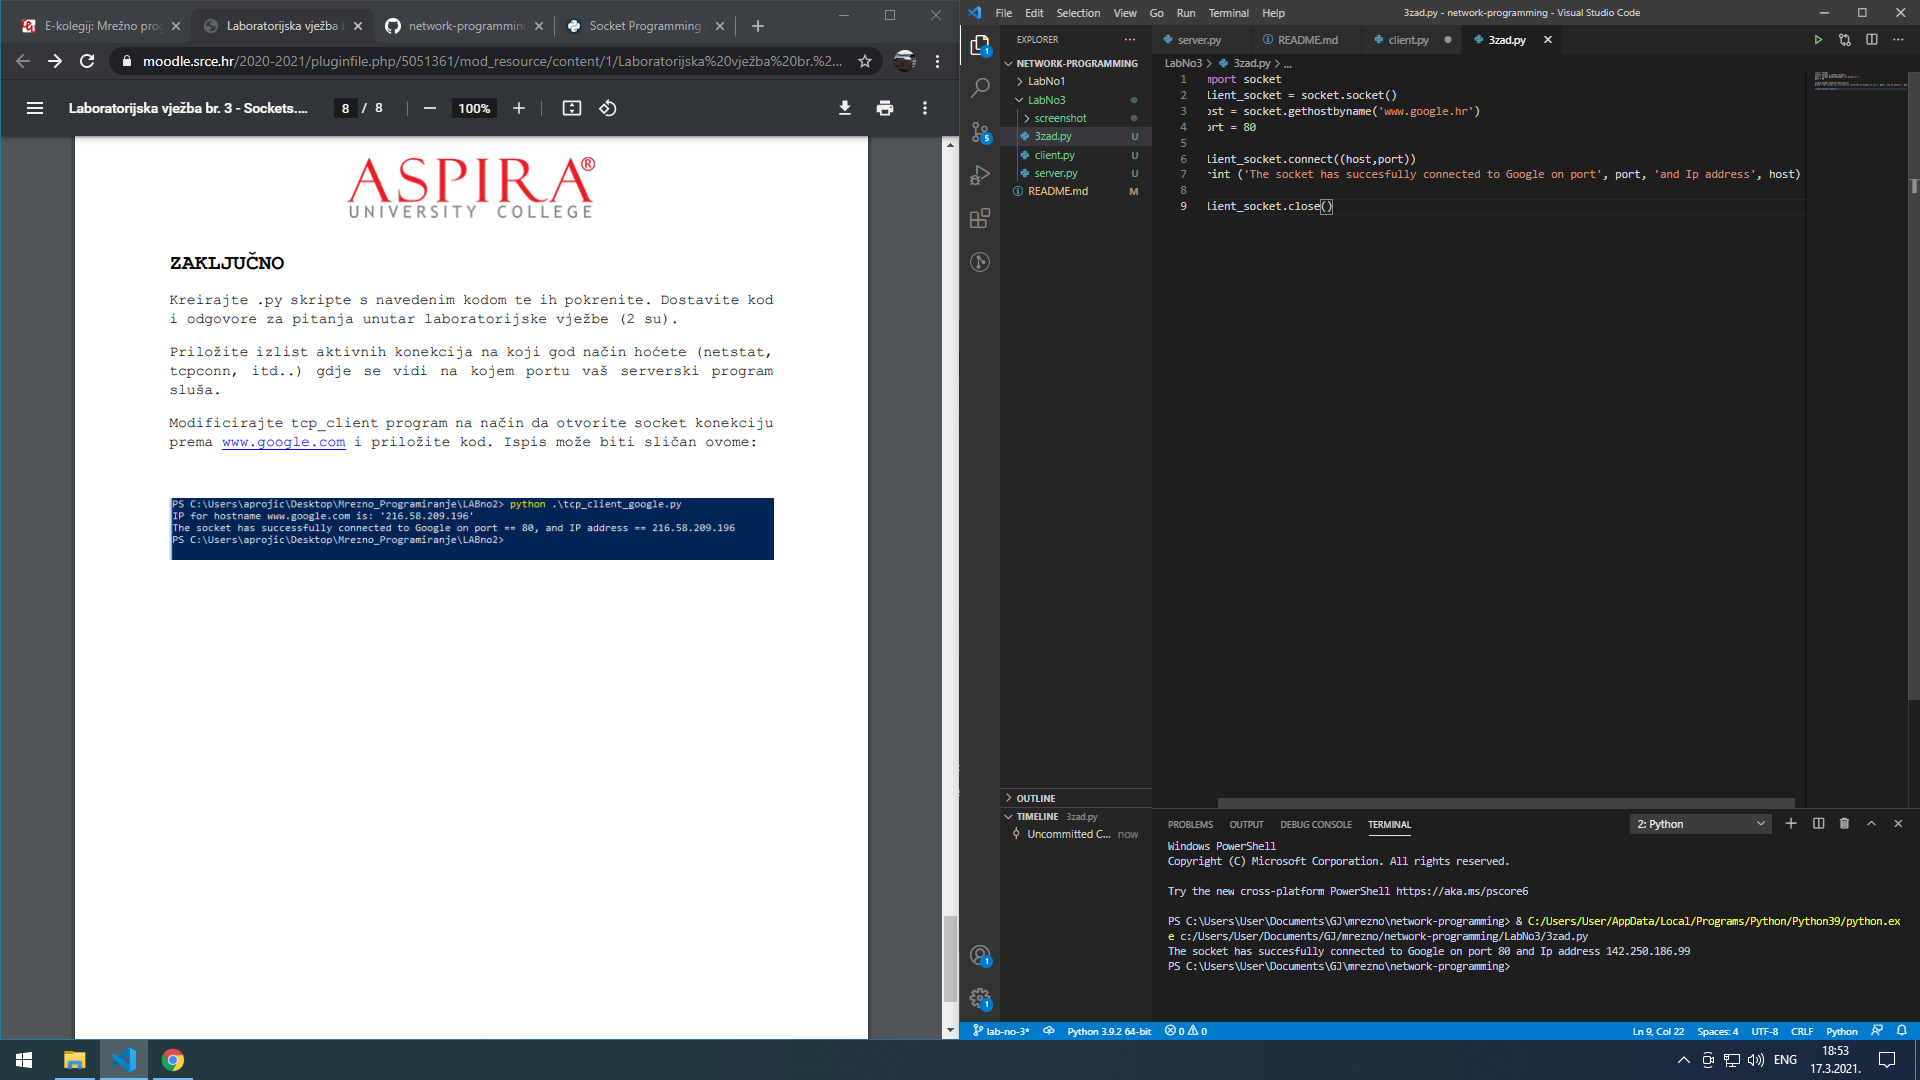 E-kolegij: Mrežno pro
Laboratorijska vježba
network-programming
Socket Programming
moodle.srce.hr/2020-2021/pluginfile.php/5051361/mod_resource/content/1/Laboratorijska%20vježba%20br.%2...
Laboratorijska vježba br. 3 - Sockets....
8 / 8
100%
ASPIRA®
UNIVERSITY COLLEGE
ZAKLJUČNO
Kreirajte .py skripte s navedenim kodom te ih pokrenite. Dostavite kod
i odgovore za pitanja unutar laboratorijske vježbe (2 su).
Priložite izlist aktivnih konekcija na koji god način hoćete (netstat,
tcpconn, itd..) gdje se vidi na kojem portu vaš serverski program
sluša.
Modificirajte tcp_client program na način da otvorite socket konekciju
prema www.google.com i priložite kod. Ispis može biti sličan ovome:
PS C:\Users\aprojic\Desktop\Mrezno_Programiranje\LABno2> python .\tcp_client_google.py
IP for hostname www.google.com is: '216.58.209.196'
The socket has successfully connected to Google on port == 80, and IP address == 216.58.209.196
PS C:\Users\aprojic\Desktop\Mrezno_Programiranje\LABno2>
File Edit Selection View Go Run Terminal Help
3zad.py - network-programming - Visual Studio Code
EXPLORER
NETWORK-PROGRAMMING
LabNo1
LabNo3
screenshot
3zad.py U
client.py U
server.py U
README.md M
1
5
1
1
OUTLINE
TIMELINE 3zad.py
Uncommitted C... now
server.py
README.md
client.py
3zad.py
LabNo3 > 3zad.py > ...
1 mport socket
2 lient_socket = socket.socket()
3 ost = socket.gethostbyname('www.google.hr')
4 ort = 80
5
6 lient_socket.connect((host,port))
7 rint ('The socket has succesfully connected to Google on port', port, 'and Ip address', host)
8
9 lient_socket.close()
PROBLEMS OUTPUT DEBUG CONSOLE TERMINAL
2: Python
Windows PowerShell
Copyright (C) Microsoft Corporation. All rights reserved.
Try the new cross-platform PowerShell https://aka.ms/pscore6
PS C:\Users\User\Documents\GJ\mrezno\network-programming> & C:/Users/User/AppData/Local/Programs/Python/Python39/python.ex
e c:/Users/User/Documents/GJ/mrezno/network-programming/LabNo3/3zad.py
The socket has succesfully connected to Google on port 80 and Ip address 142.250.186.99
PS C:\Users\User\Documents\GJ\mrezno\network-programming>
lab-no-3* Python 3.9.2 64-bit 0 0
Ln 9, Col 22 Spaces: 4 UTF-8 CRLF Python
ENG
18:53
17.3.2021.